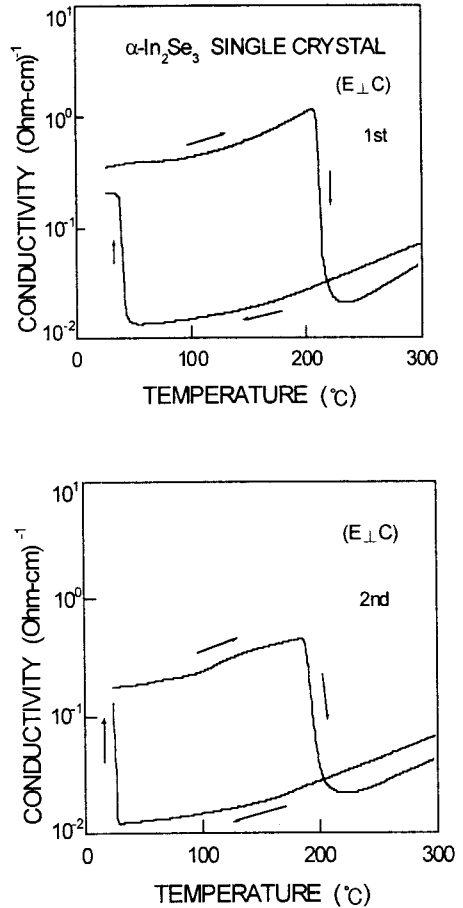 10¹
α-In₂Se₃ SINGLE CRYSTAL
(E⊥C)
10⁰
1st
10⁻¹
10⁻²
CONDUCTIVITY (Ohm-cm)⁻¹
0 100 200 300
TEMPERATURE (℃)
10¹
(E⊥C)
10⁰
2nd
10⁻¹
10⁻²
CONDUCTIVITY (Ohm-cm)⁻¹
0 100 200 300
TEMPERATURE (℃)